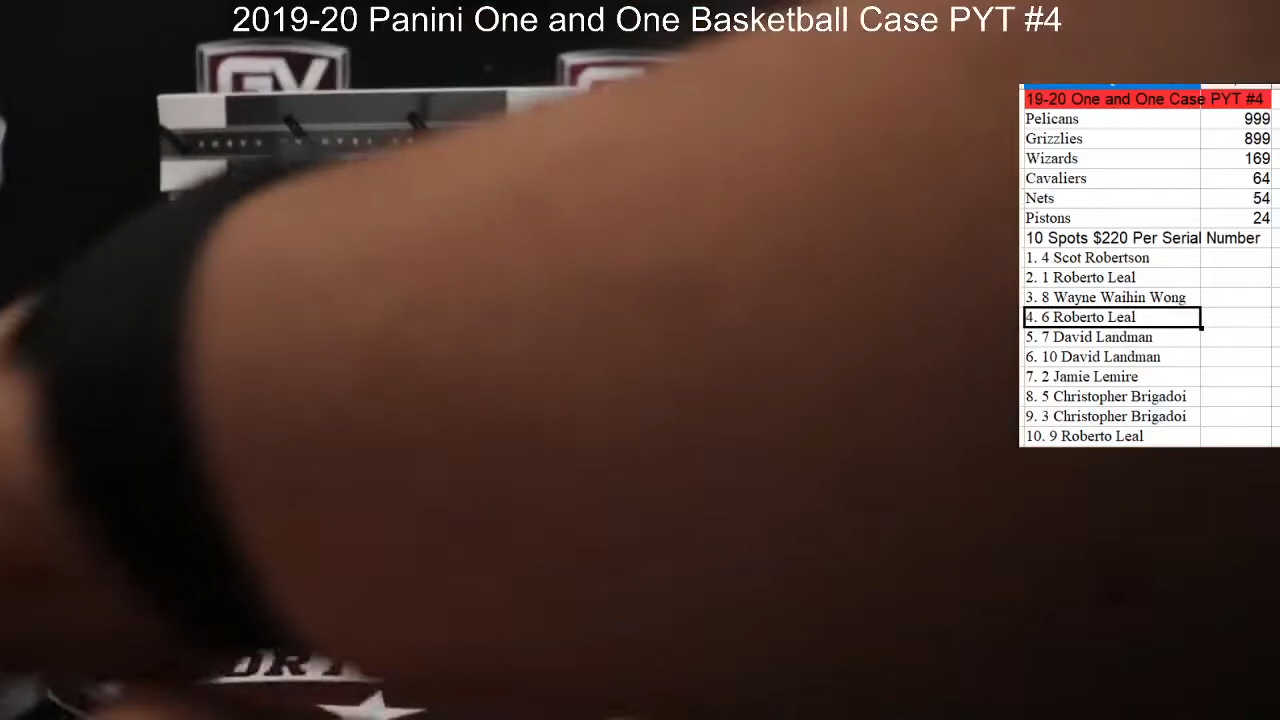 2019-20 Panini One and One Basketball Case PYT #4
GV
19-20 One and One Case PYT #4
Pelicans 999
Grizzlies 899
Wizards 169
Cavaliers 64
Nets 54
Pistons 24
10 Spots $220 Per Serial Number
1. 4 Scot Robertson
2. 1 Roberto Leal
3. 8 Wayne Waihin Wong
4. 6 Roberto Leal
5. 7 David Landman
6. 10 David Landman
7. 2 Jamie Lemire
8. 5 Christopher Brigadoi
9. 3 Christopher Brigadoi
10. 9 Roberto Leal